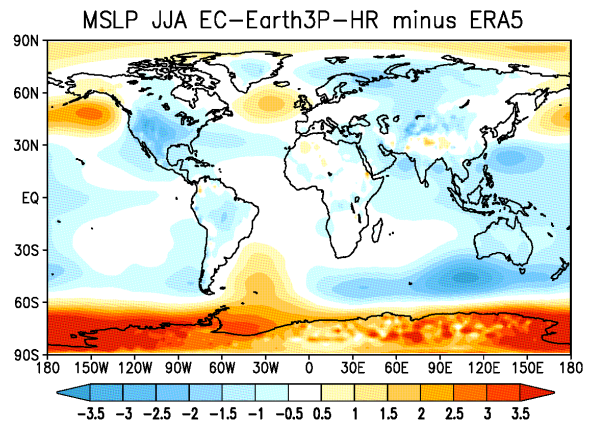 MSLP JJA EC-Earth3P-HR minus ERA5
90N
60N
30N
EQ
30S
60S
90S
180 150W 120W 90W 60W 30W 0 30E 60E 90E 120E 150E 180
-3.5 -3 -2.5 -2 -1.5 -1 -0.5 0.5 1 1.5 2 2.5 3 3.5